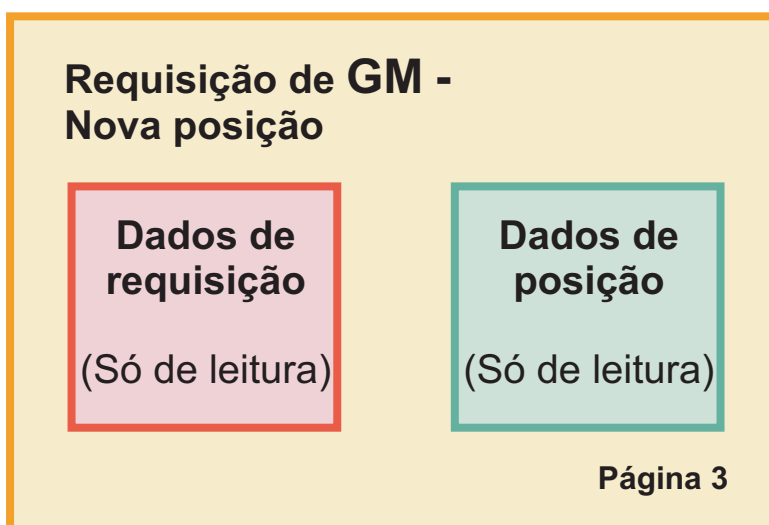 Requisição de GM -
Nova posição
Dados de
requisição
(Só de leitura)
Dados de
posição
(Só de leitura)
Página 3